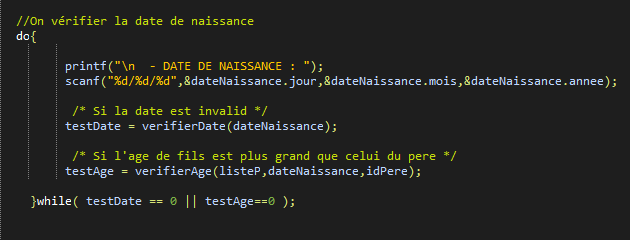 //On vérifier la date de naissance
do{
printf("\n  - DATE DE NAISSANCE : ");
scanf("%d/%d/%d",&dateNaissance.jour,&dateNaissance.mois,&dateNaissance.annee);
/* Si la date est invalid */
testDate = verifierDate(dateNaissance);
/* Si l'age de fils est plus grand que celui du pere */
testAge = verifierAge(listeP,dateNaissance,idPere);
}while( testDate == 0 || testAge==0 );